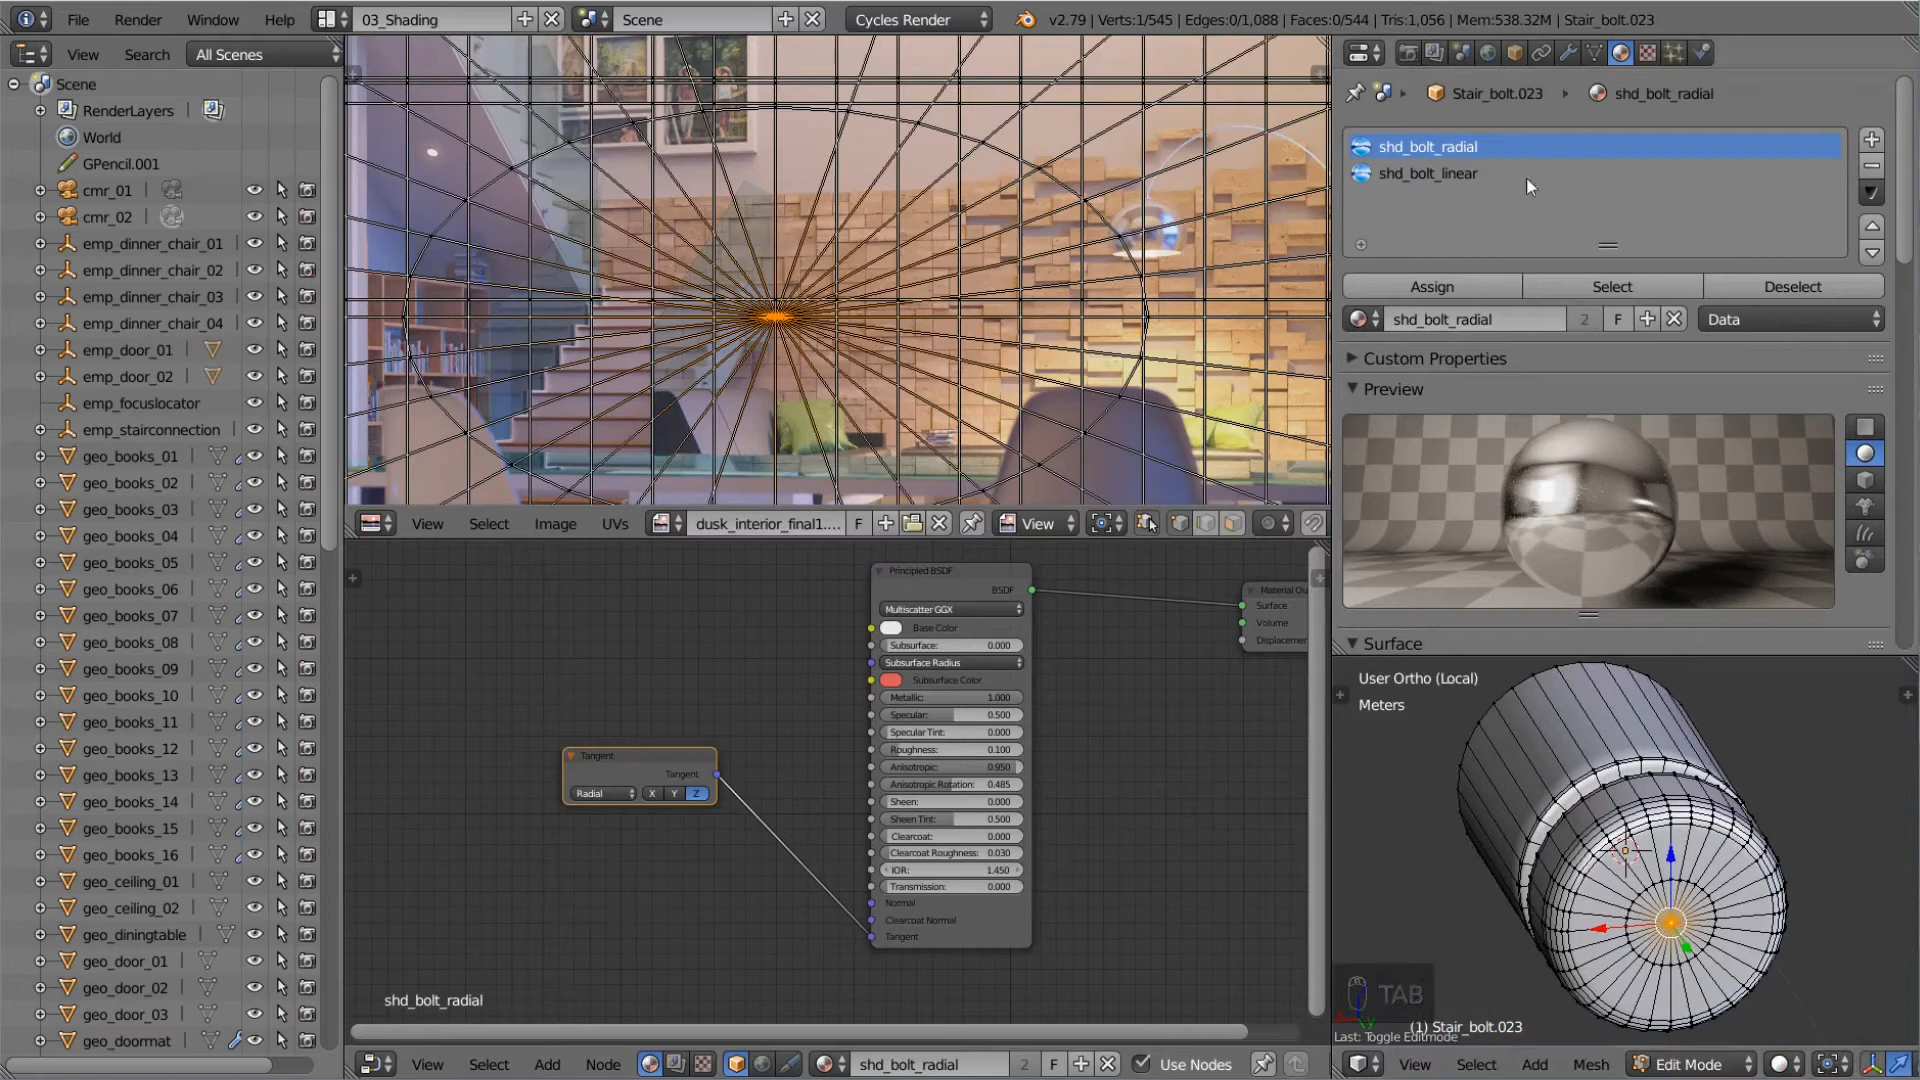 File Render Window Help 03_Shading Scene Cycles Render v2.79 | Verts:1/545 | Edges:0/1,088 | Faces:0/544 | Tris:1,056 | Mem:538.32M | Stair_bolt.023
View Search All Scenes
Scene
RenderLayers
World
GPencil.001
cmr_01
cmr_02
emp_dinner_chair_01
emp_dinner_chair_02
emp_dinner_chair_03
emp_dinner_chair_04
emp_door_01
emp_door_02
emp_focuslocator
emp_stairconnection
geo_books_01
geo_books_02
geo_books_03
geo_books_04
geo_books_05
geo_books_06
geo_books_07
geo_books_08
geo_books_09
geo_books_10
geo_books_11
geo_books_12
geo_books_13
geo_books_14
geo_books_15
geo_books_16
geo_ceiling_01
geo_ceiling_02
geo_diningtable
geo_door_01
geo_door_02
geo_door_03
geo_doormat
View Select Image UVs dusk_interior_final1.... F View
Principled BSDF
BSDF
Multiscatter GGX
Base Color
Subsurface: 0.000
Subsurface Radius
Subsurface Color
Metallic: 1.000
Specular: 0.500
Specular Tint: 0.000
Roughness: 0.100
Anisotropic: 0.950
Anisotropic Rotation: 0.485
Sheen: 0.000
Sheen Tint: 0.500
Clearcoat: 0.000
Clearcoat Roughness: 0.030
IOR: 1.450
Transmission: 0.000
Normal
Clearcoat Normal
Tangent
Tangent
Tangent
Radial X Y Z
Material Ou
Surface
Volume
Displacemen
shd_bolt_radial
View Select Add Node shd_bolt_radial 2 F Use Nodes
Stair_bolt.023 shd_bolt_radial
shd_bolt_radial
shd_bolt_linear
Assign Select Deselect
shd_bolt_radial 2 F Data
Custom Properties
Preview
Surface
User Ortho (Local)
Meters
TAB
(1) Stair_bolt.023
Last: Toggle Editmode
View Select Add Mesh Edit Mode